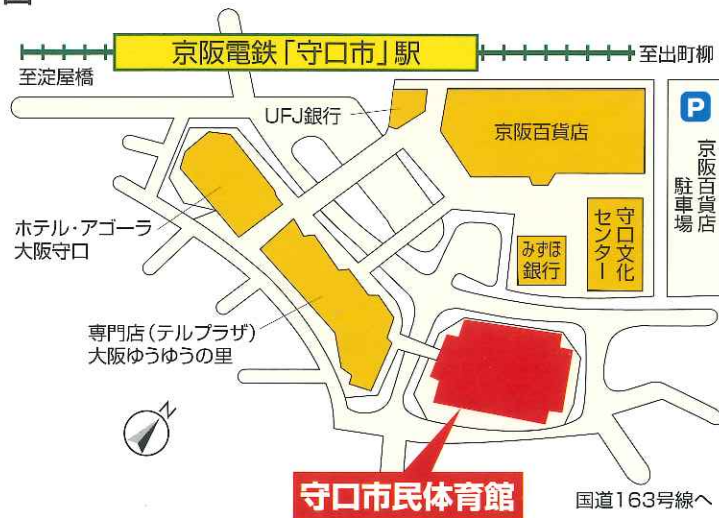 京阪電鉄「守口市」駅
至淀屋橋
至出町柳
UFJ銀行
京阪百貨店
P
京阪百貨店
駐車場
ホテル・アゴーラ
大阪守口
守口文化
センター
みずほ
銀行
専門店(テルプラザ)
大阪ゆうゆうの里
N
守口市民体育館
国道163号線へ